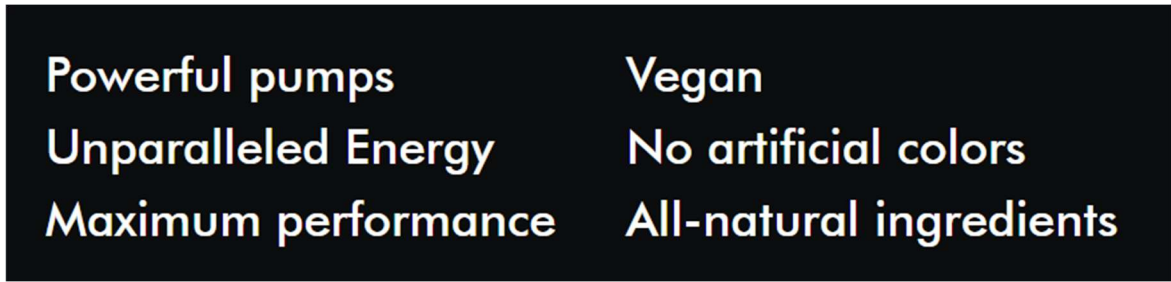 Powerful pumps
Unparalleled Energy
Maximum performance
Vegan
No artificial colors
All-natural ingredients